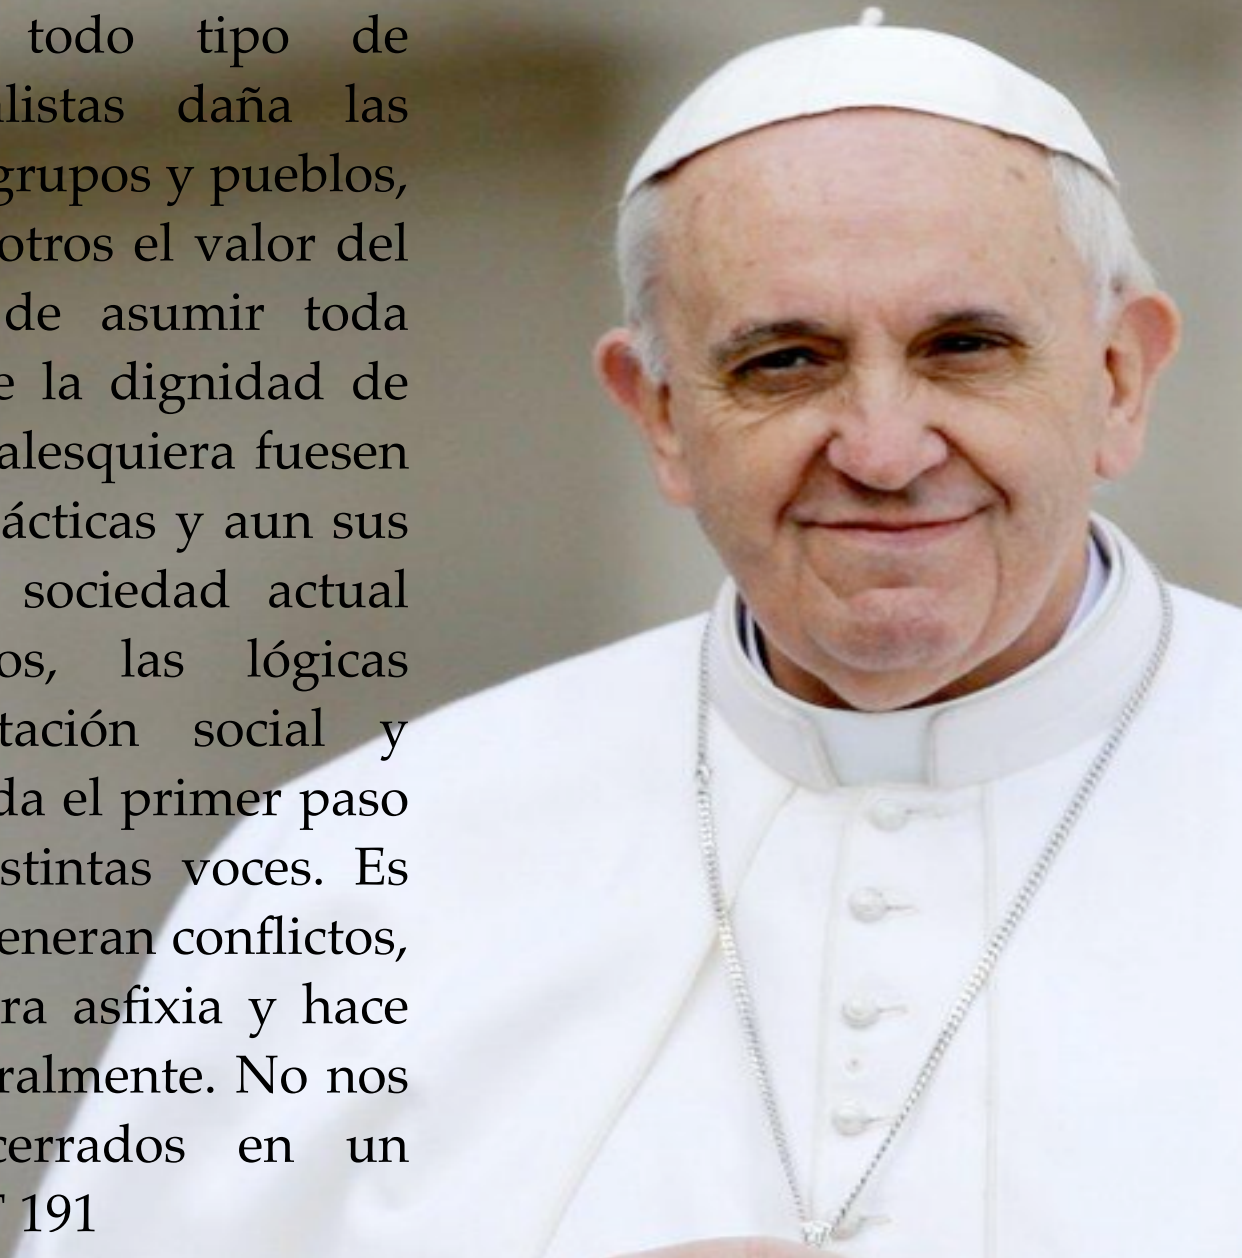 todo tipo de
alistas daña las
grupos y pueblos,
otros el valor del
de asumir toda
e la dignidad de
alesquiera fuesen
ácticas y aun sus
sociedad actual
os, las lógicas
tación social y
da el primer paso
stintas voces. Es
eneran conflictos,
ra asfixia y hace
ralmente. No nos
cerrados en un
191